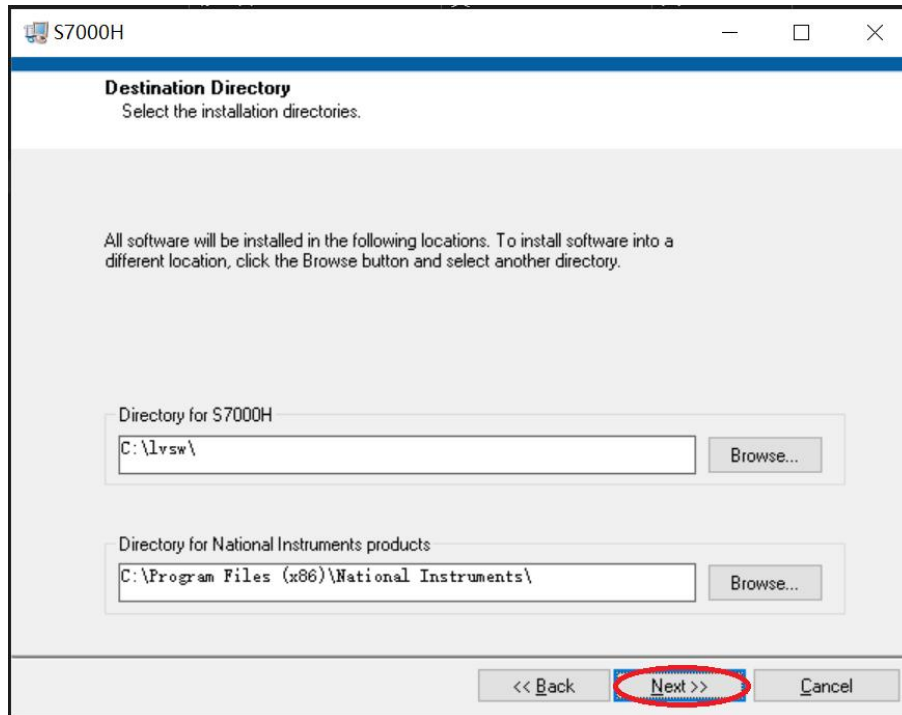 S7000H
Destination Directory
Select the installation directories.
All software will be installed in the following locations. To install software into a
different location, click the Browse button and select another directory.
Directory for S7000H
C:\lvsw\
Browse...
Directory for National Instruments products
C:\Program Files (x86)\National Instruments\
Browse...
<< Back
Next >>
Cancel